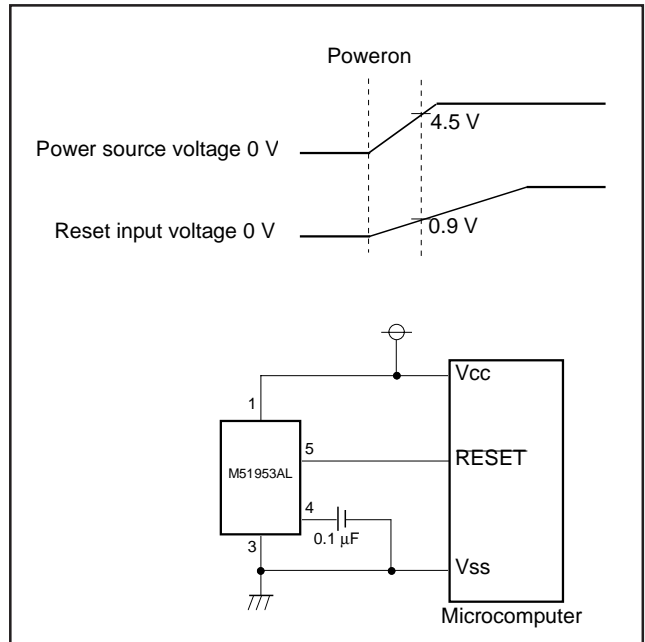 Poweron
4.5 V
Power source voltage 0 V
0.9 V
Reset input voltage 0 V
Vcc
1
5
RESET
M51953AL
4
0.1 μF
3
Vss
Microcomputer